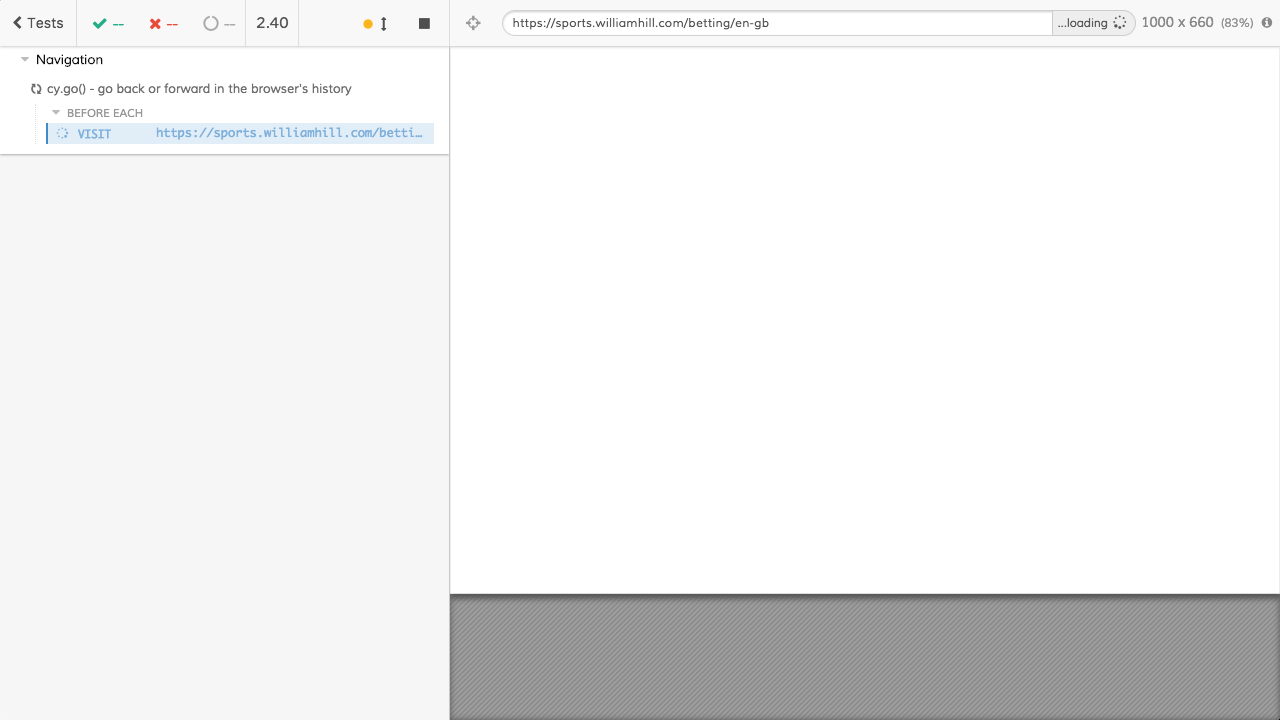 Tests -- -- -- 2.40 https://sports.williamhill.com/betting/en-gb ...loading 1000 x 660 (83%)
Navigation
cy.go() - go back or forward in the browser's history
BEFORE EACH
VISIT https://sports.williamhill.com/betti...